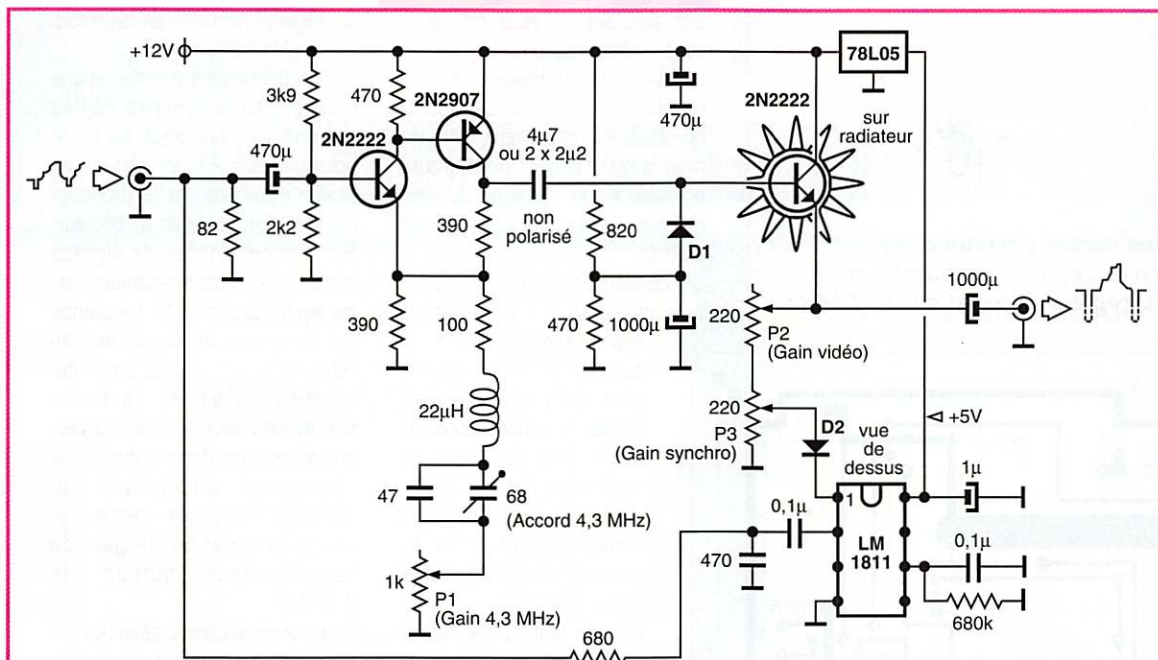 +12V
3k9
470
2N2907
2N2222
470µ
82
2k2
390
390
100
4µ7
ou 2 x 2µ2
non
polarisé
820
470
470µ
D1
1000µ
2N2222
78L05
sur
radiateur
220
P2
(Gain vidéo)
220
P3
(Gain synchro)
1000µ
+5V
D2
vue
de
dessus
1
LM
1811
1µ
0,1µ
0,1µ
680k
470
22µH
47
68
(Accord 4,3 MHz)
1k
P1
(Gain 4,3 MHz)
680